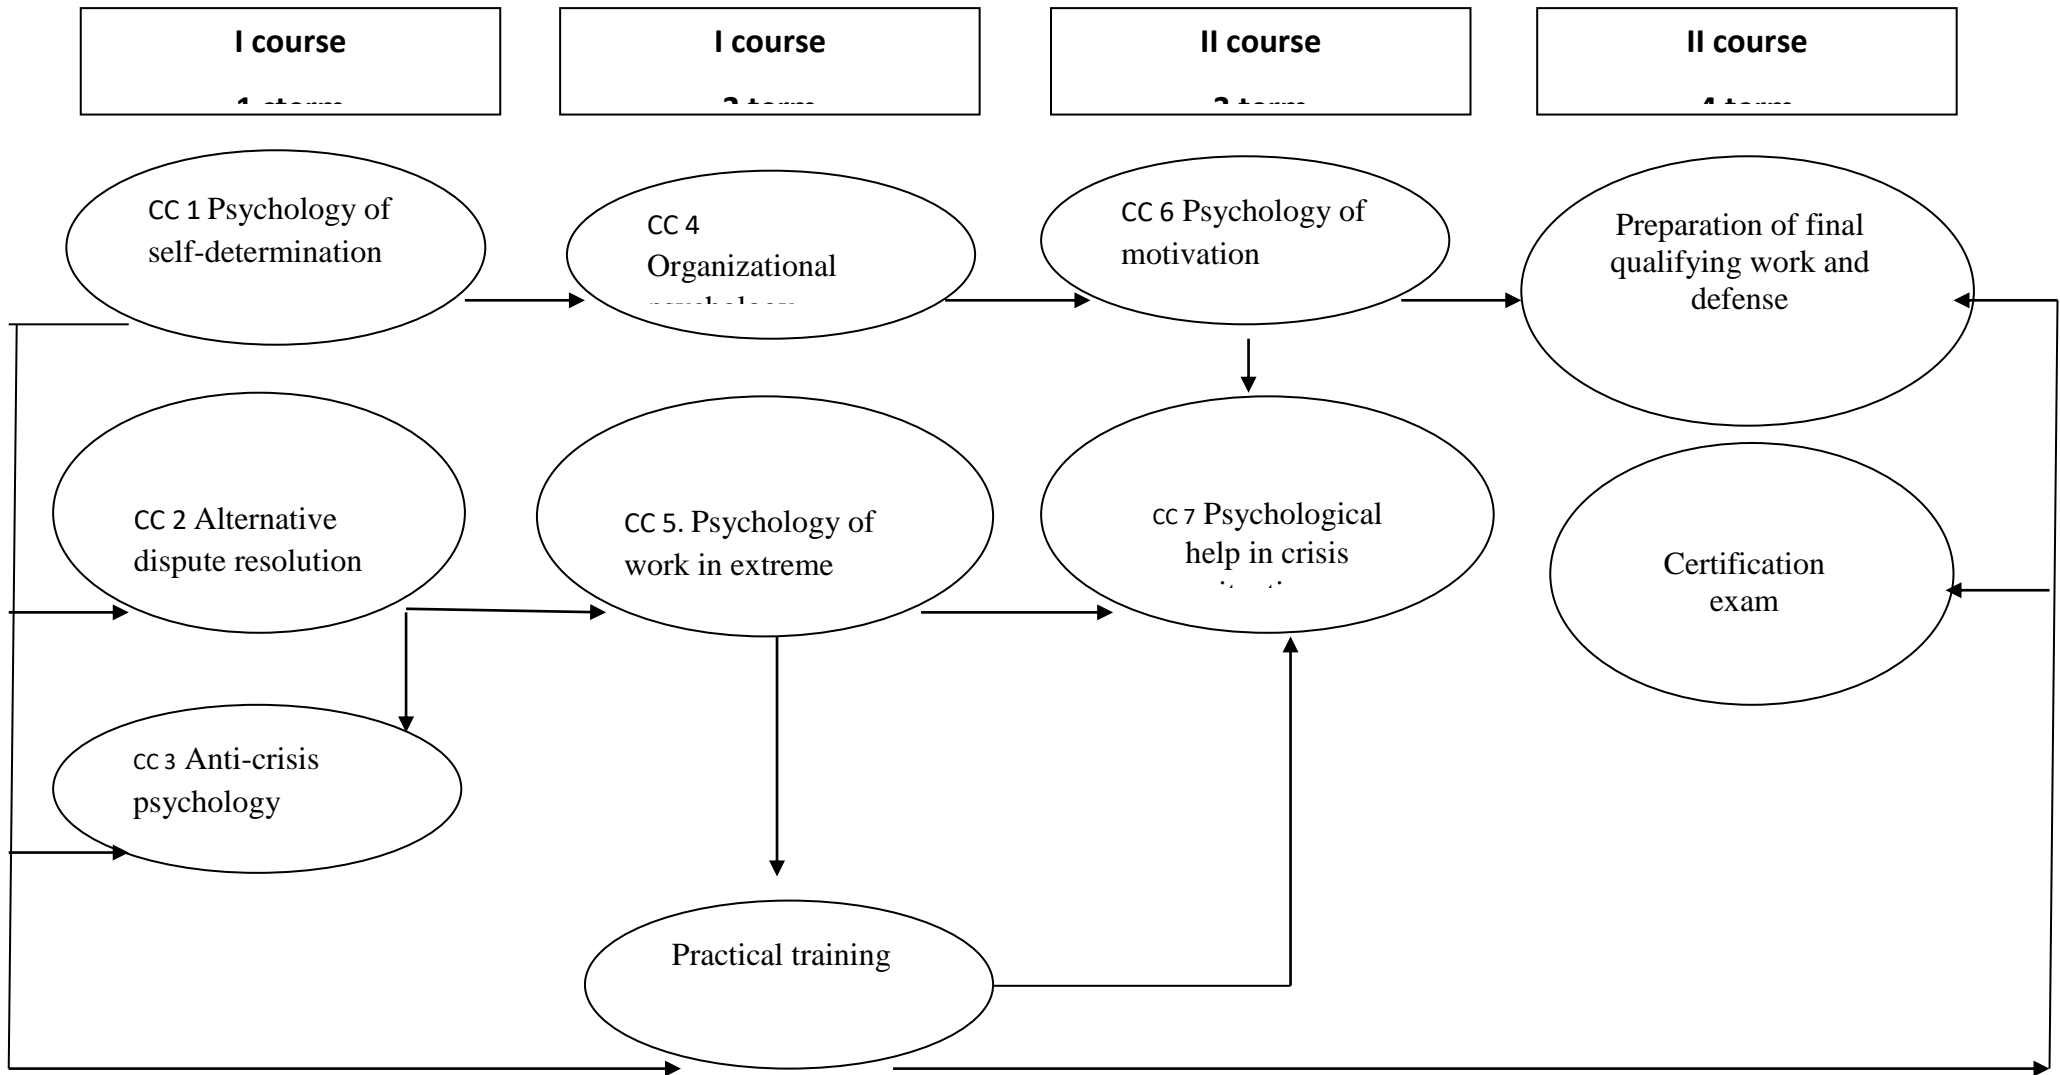 I course
I course
II course
II course
CC 1 Psychology of
self-determination
CC 4
Organizational
CC 6 Psychology of
motivation
Preparation of final
qualifying work and
defense
CC 2 Alternative
dispute resolution
CC 5. Psychology of
work in extreme
CC 7 Psychological
help in crisis
Certification
exam
CC 3 Anti-crisis
psychology
Practical training